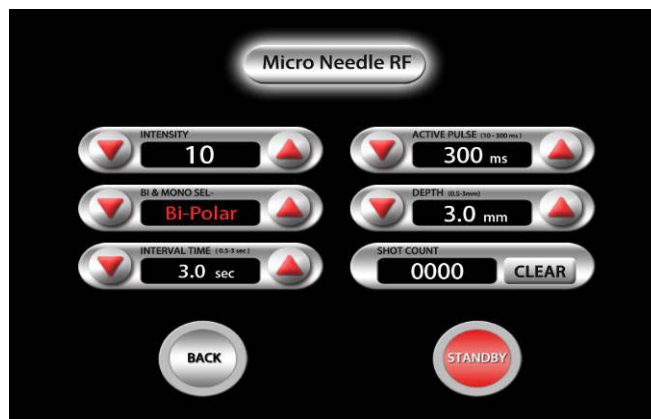 Micro Needle RF
INTENSITY
10
ACTIVE PULSE (10-300 ms)
300 ms
BI & MONO SEL-
Bi-Polar
DEPTH (0.5-3mm)
3.0 mm
INTERVAL TIME (0.5-3 sec)
3.0 sec
SHOT COUNT
0000 CLEAR
BACK
STANDBY